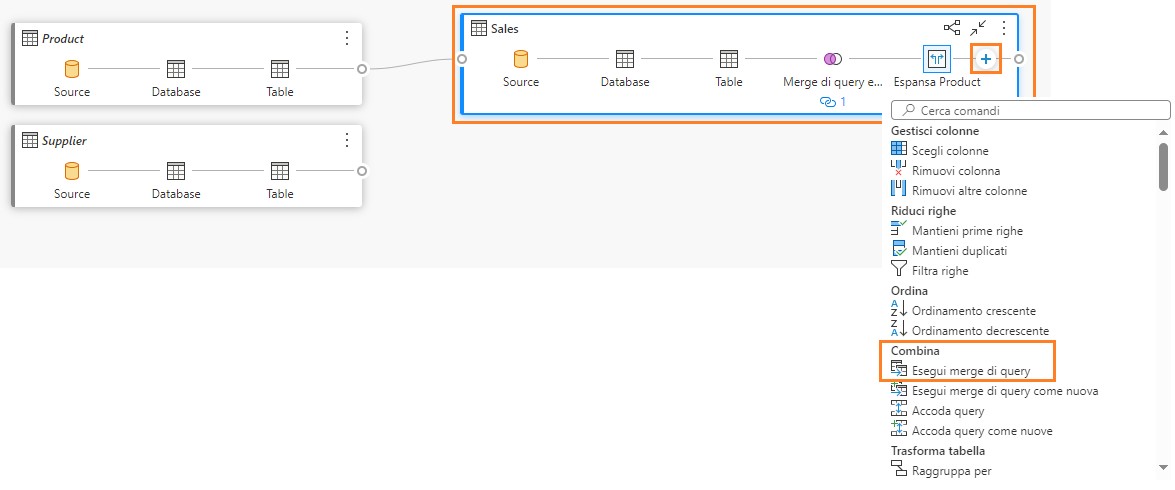 Product
Source
Database
Table
Supplier
Source
Database
Table
Sales
Source
Database
Table
Merge di query e...
Espansa Product
1
Cerca comandi
Gestisci colonne
Scegli colonne
Rimuovi colonna
Rimuovi altre colonne
Riduci righe
Mantieni prime righe
Mantieni duplicati
Filtra righe
Ordina
Ordinamento crescente
Ordinamento decrescente
Combina
Esegui merge di query
Esegui merge di query come nuova
Accoda query
Accoda query come nuove
Trasforma tabella
Raggruppa per